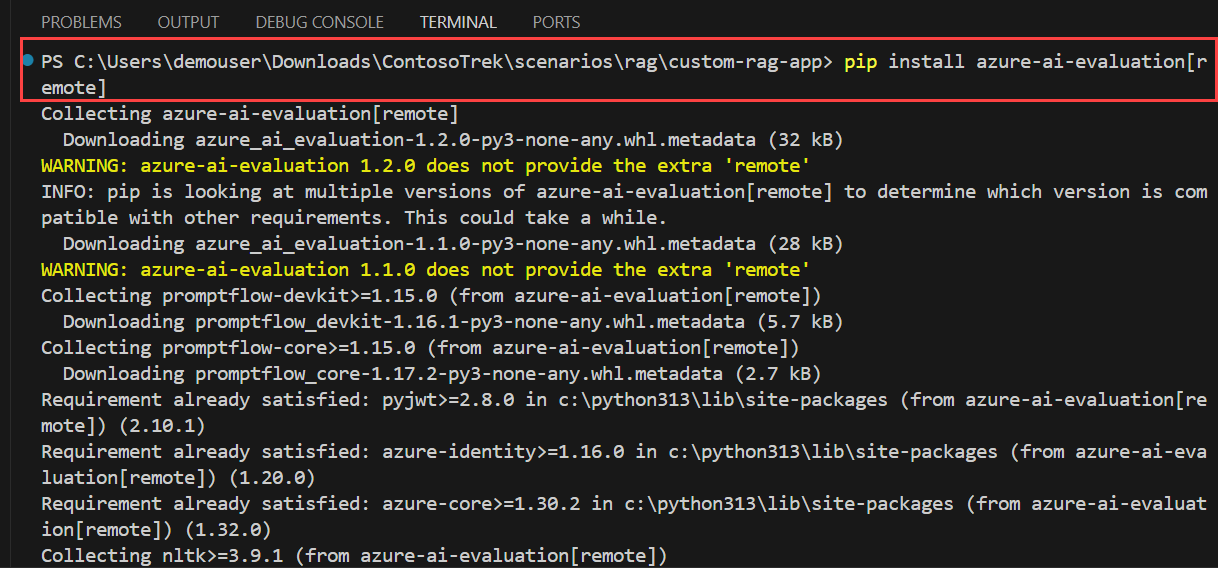 PROBLEMS OUTPUT DEBUG CONSOLE TERMINAL PORTS
PS C:\Users\demouser\Downloads\ContosoTrek\scenarios\rag\custom-rag-app> pip install azure-ai-evaluation[r
emote]
Collecting azure-ai-evaluation[remote]
  Downloading azure_ai_evaluation-1.2.0-py3-none-any.whl.metadata (32 kB)
WARNING: azure-ai-evaluation 1.2.0 does not provide the extra 'remote'
INFO: pip is looking at multiple versions of azure-ai-evaluation[remote] to determine which version is com
patible with other requirements. This could take a while.
  Downloading azure_ai_evaluation-1.1.0-py3-none-any.whl.metadata (28 kB)
WARNING: azure-ai-evaluation 1.1.0 does not provide the extra 'remote'
Collecting promptflow-devkit>=1.15.0 (from azure-ai-evaluation[remote])
  Downloading promptflow_devkit-1.16.1-py3-none-any.whl.metadata (5.7 kB)
Collecting promptflow-core>=1.15.0 (from azure-ai-evaluation[remote])
  Downloading promptflow_core-1.17.2-py3-none-any.whl.metadata (2.7 kB)
Requirement already satisfied: pyjwt>=2.8.0 in c:\python313\lib\site-packages (from azure-ai-evaluation[re
mote]) (2.10.1)
Requirement already satisfied: azure-identity>=1.16.0 in c:\python313\lib\site-packages (from azure-ai-eva
luation[remote]) (1.20.0)
Requirement already satisfied: azure-core>=1.30.2 in c:\python313\lib\site-packages (from azure-ai-evaluat
ion[remote]) (1.32.0)
Collecting nltk>=3.9.1 (from azure-ai-evaluation[remote])